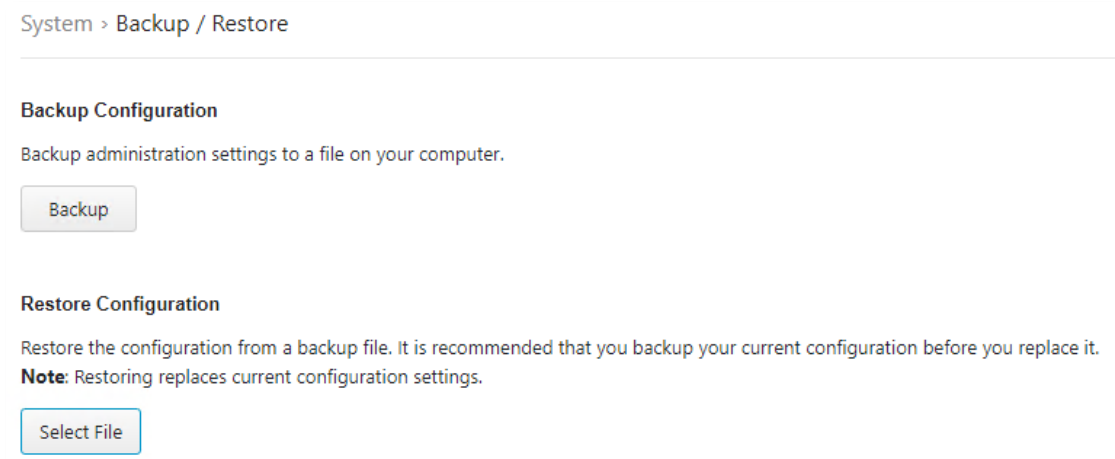 System › Backup / Restore
Backup Configuration
Backup administration settings to a file on your computer.
Backup
Restore Configuration
Restore the configuration from a backup file. It is recommended that you backup your current configuration before you replace it.
Note: Restoring replaces current configuration settings.
Select File